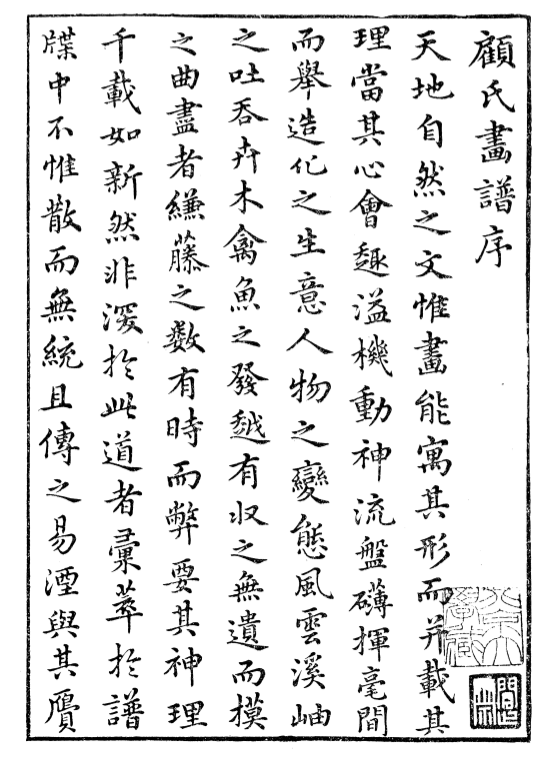 顧氏畫譜序
天地自然之文惟畫能寓其形而并載其
理當其心會趣溢機動神流盤礴揮毫間
而舉造化之生意人物之變態風雲溪岫
之吐吞卉木禽魚之發越有収之無遺而摸
之曲盡者縑藤之数有時而弊要其神理
千載如新然非深於此道者彙萃於譜
牒中不惟散而無統且傳之易湮與其贋